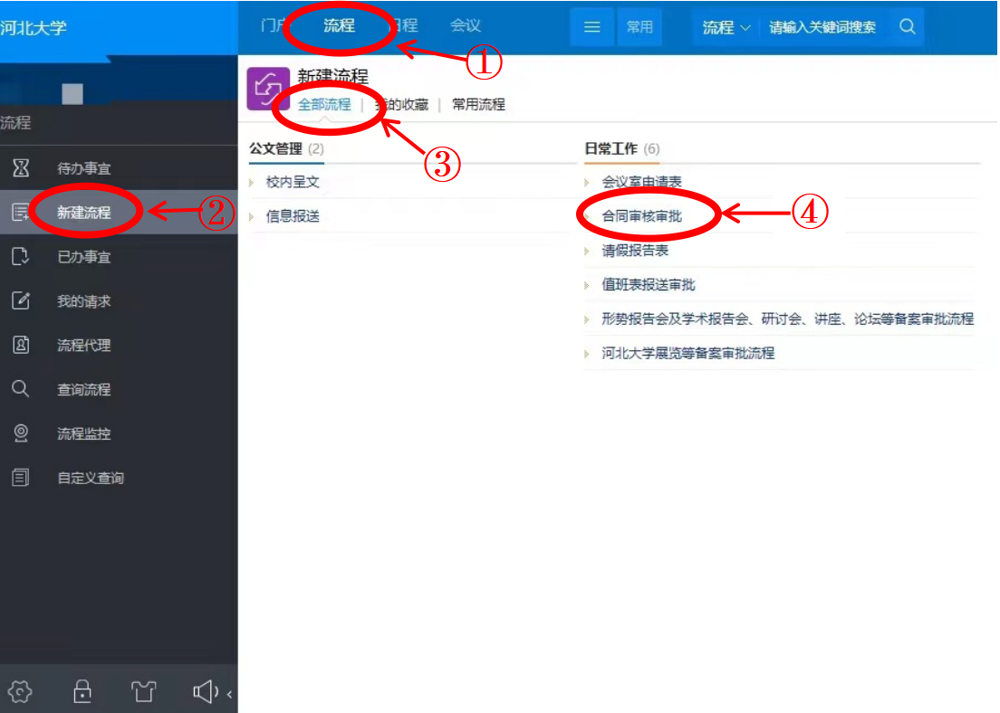 河北大学
门户 流程 日程 会议 常用 流程 请输入关键词搜索
①
新建流程
全部流程 | 我的收藏 | 常用流程
③
流程
待办事宜
新建流程 ②
已办事宜
我的请求
流程代理
查询流程
流程监控
自定义查询
公文管理 (2)
校内呈文
信息报送
日常工作 (6)
会议室申请表
合同审核审批 ④
请假报告表
值班表报送审批
形势报告会及学术报告会、研讨会、讲座、论坛等备案审批流程
河北大学展览等备案审批流程